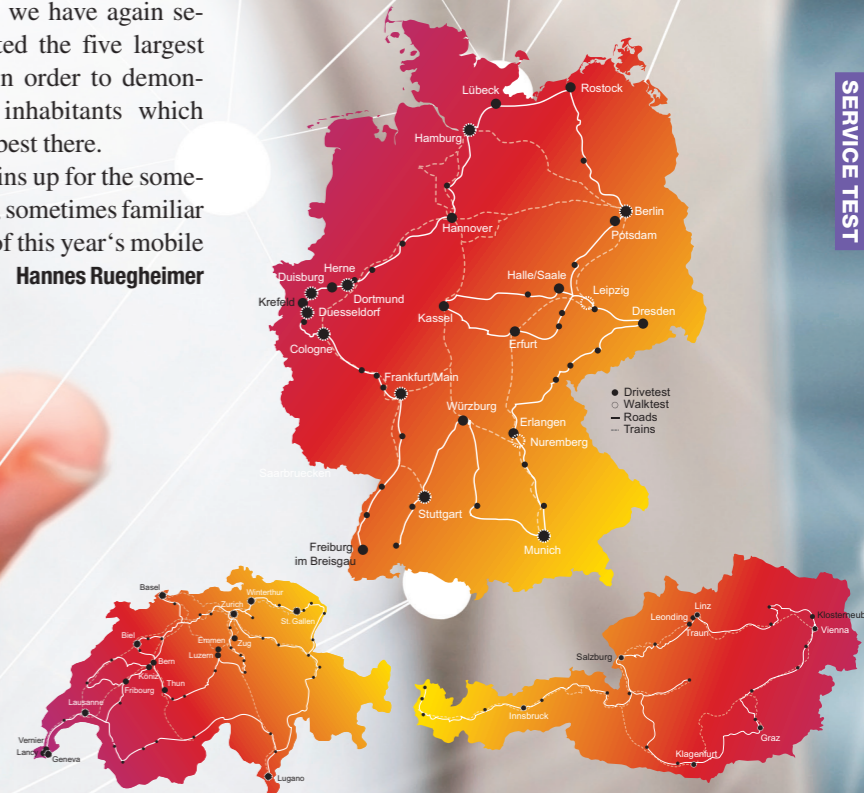 we have again se-
ted the five largest
n order to demon-
inhabitants which
best there.
ins up for the some-
sometimes familiar
of this year‘s mobile
Hannes Ruegheimer
SERVICE TEST
Lübeck
Rostock
Hamburg
Berlin
Potsdam
Hannover
Herne
Duisburg
Krefeld
Dortmund
Düesseldorf
Cologne
Halle/Saale
Leipzig
Dresden
Kassel
Erfurt
Frankfurt/Main
Würzburg
Erlangen
Nuremberg
Drivetest
Walktest
Roads
Trains
Saarbruecken
Stuttgart
Freiburg
im Breisgau
Munich
Basel
Winterthur
Zurich
St. Gallen
Biel
Emmen
Zug
Luzern
Bern
Köniz
Thun
Fribourg
Lausanne
Vernier
Lancy
Geneva
Lugano
Linz
Leonding
Traun
Klosterneub
Vienna
Salzburg
Innsbruck
Graz
Klagenfurt